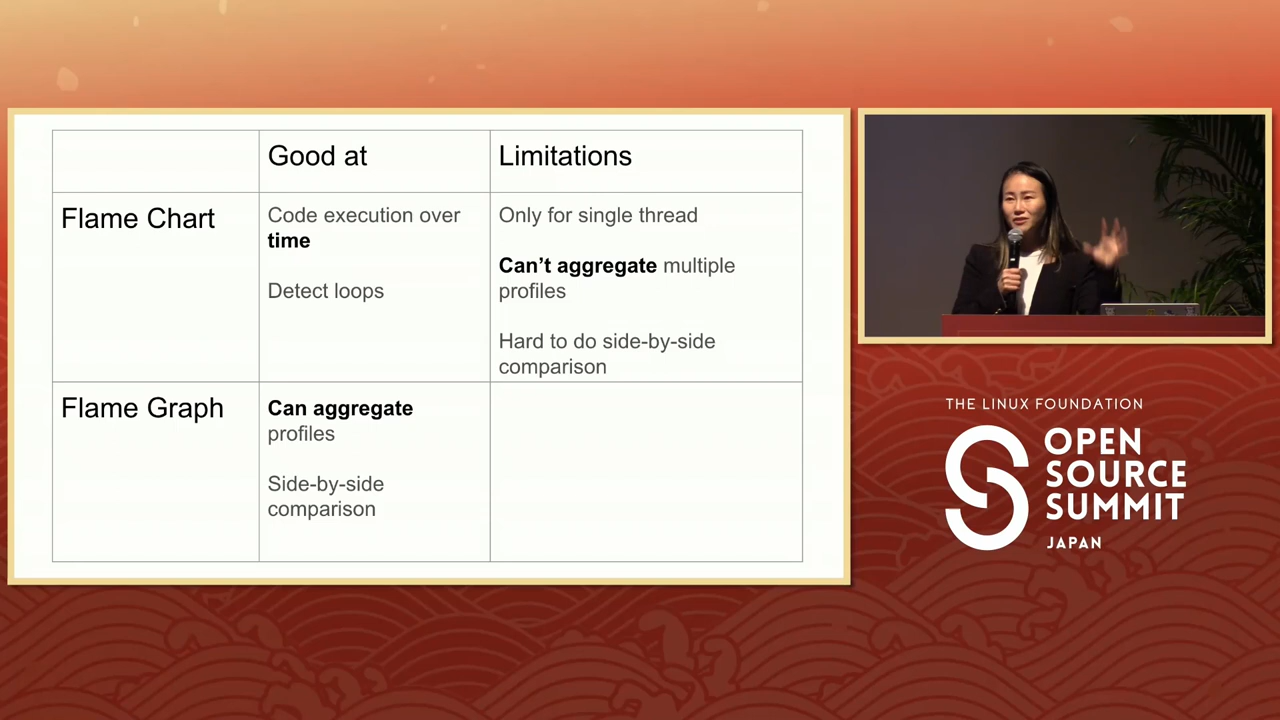 Good at
Limitations
Flame Chart
Code execution over
time
Detect loops
Only for single thread
Can’t aggregate multiple
profiles
Hard to do side-by-side
comparison
Flame Graph
Can aggregate
profiles
Side-by-side
comparison
THE LINUX FOUNDATION
OPEN
SOURCE
SUMMIT
JAPAN